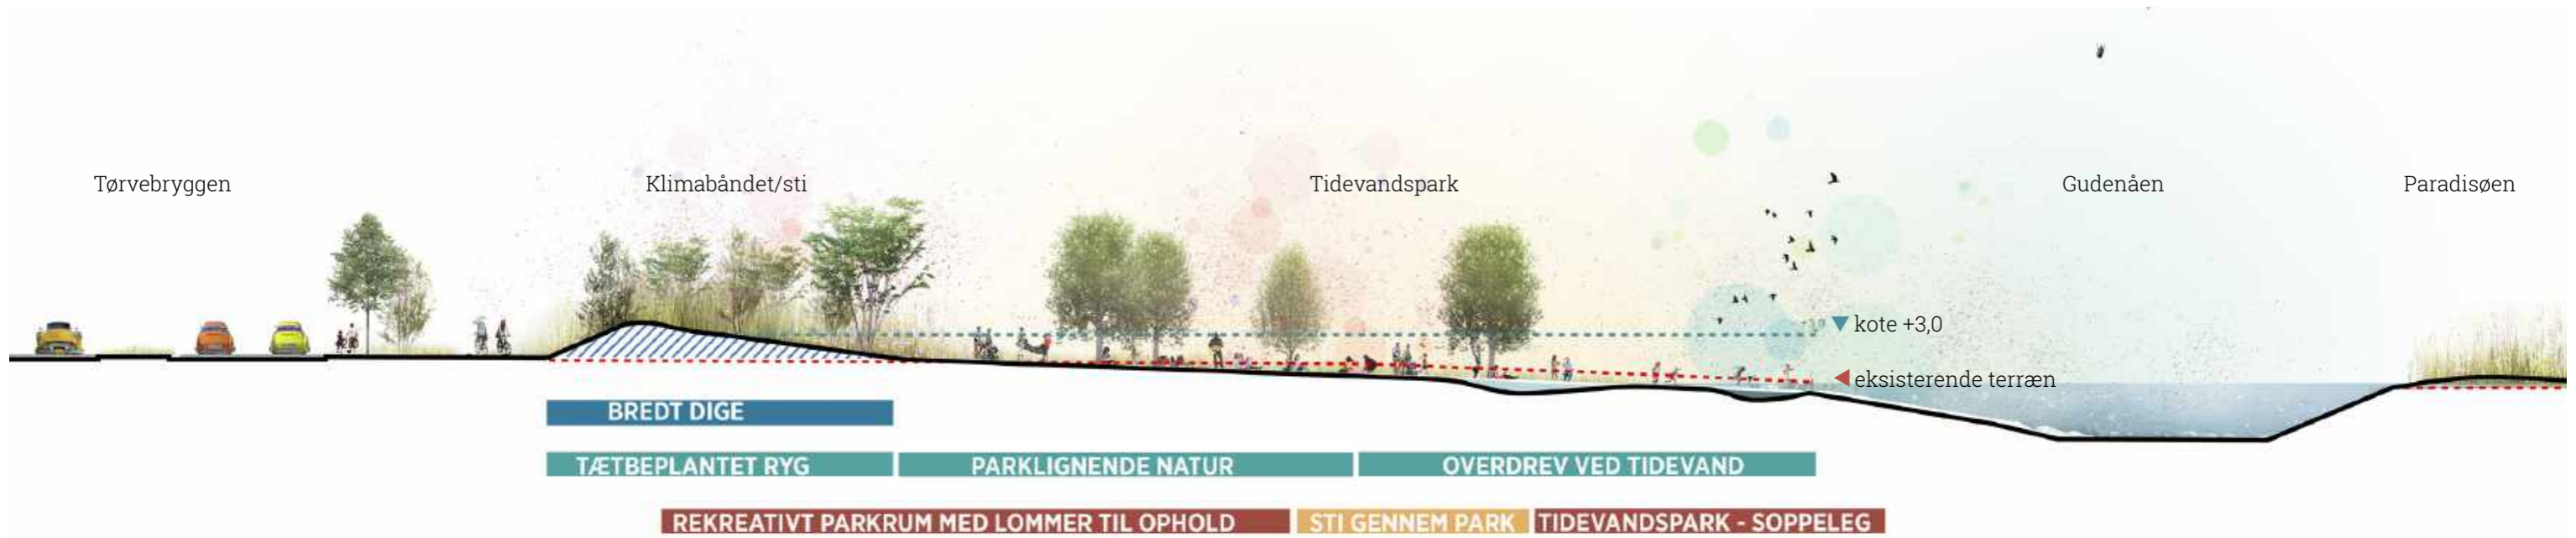 Tørvebryggen
Klimabåndet/sti
Tidevandspark
Gudenåen
Paradisøen
kote +3,0
eksisterende terræn
BREDT DIGE
TÆTBEPLANTET RYG
PARKLIGNENDE NATUR
OVERDREV VED TIDEVAND
REKREATIVT PARKRUM MED LOMMER TIL OPHOLD
STI GENNEM PARK
TIDEVANDSPARK - SOPPELEG